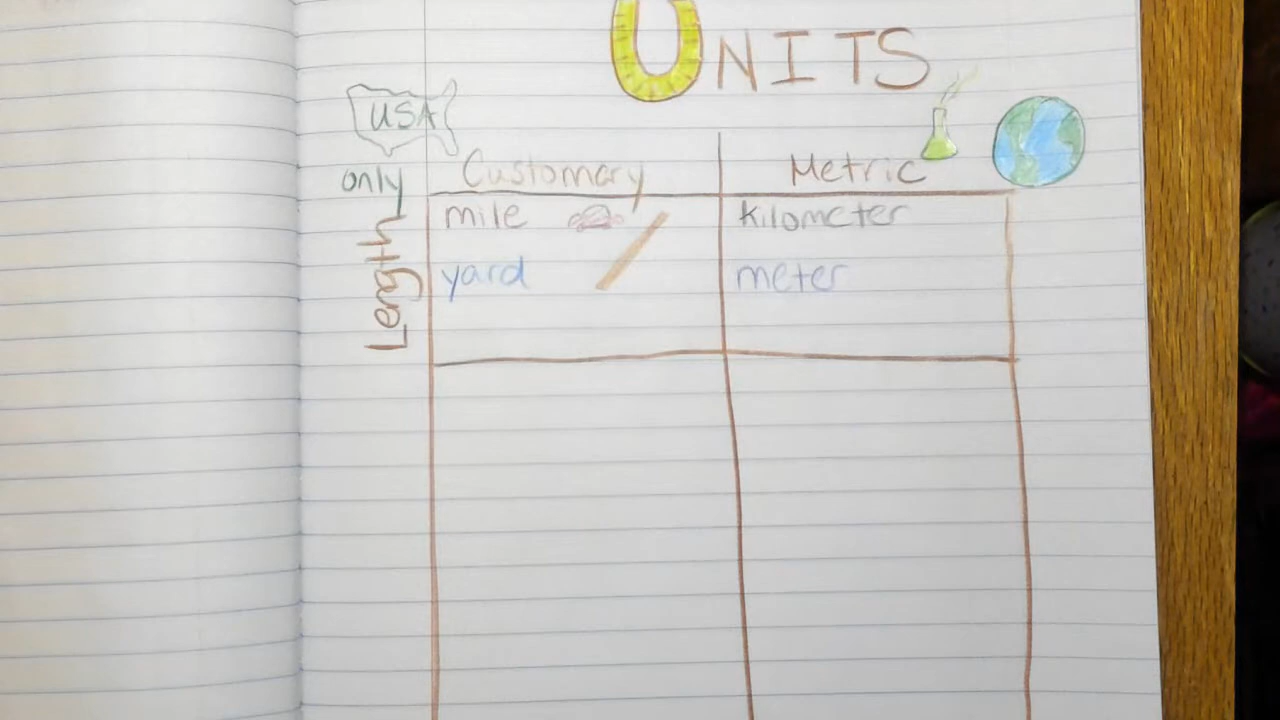 UNITS
USA
only
Customary
Metric
Length
mile
kilometer
yard
meter